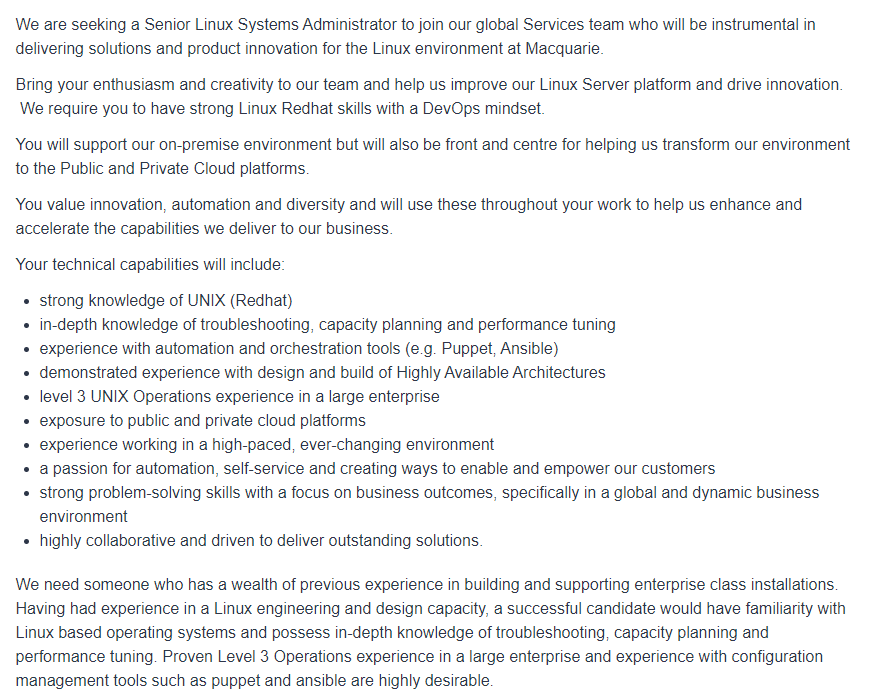 We are seeking a Senior Linux Systems Administrator to join our global Services team who will be instrumental in
delivering solutions and product innovation for the Linux environment at Macquarie.
Bring your enthusiasm and creativity to our team and help us improve our Linux Server platform and drive innovation.
We require you to have strong Linux Redhat skills with a DevOps mindset.
You will support our on-premise environment but will also be front and centre for helping us transform our environment
to the Public and Private Cloud platforms.
You value innovation, automation and diversity and will use these throughout your work to help us enhance and
accelerate the capabilities we deliver to our business.
Your technical capabilities will include:
• strong knowledge of UNIX (Redhat)
• in-depth knowledge of troubleshooting, capacity planning and performance tuning
• experience with automation and orchestration tools (e.g. Puppet, Ansible)
• demonstrated experience with design and build of Highly Available Architectures
• level 3 UNIX Operations experience in a large enterprise
• exposure to public and private cloud platforms
• experience working in a high-paced, ever-changing environment
• a passion for automation, self-service and creating ways to enable and empower our customers
• strong problem-solving skills with a focus on business outcomes, specifically in a global and dynamic business
environment
• highly collaborative and driven to deliver outstanding solutions.
We need someone who has a wealth of previous experience in building and supporting enterprise class installations.
Having had experience in a Linux engineering and design capacity, a successful candidate would have familiarity with
Linux based operating systems and possess in-depth knowledge of troubleshooting, capacity planning and
performance tuning. Proven Level 3 Operations experience in a large enterprise and experience with configuration
management tools such as puppet and ansible are highly desirable.